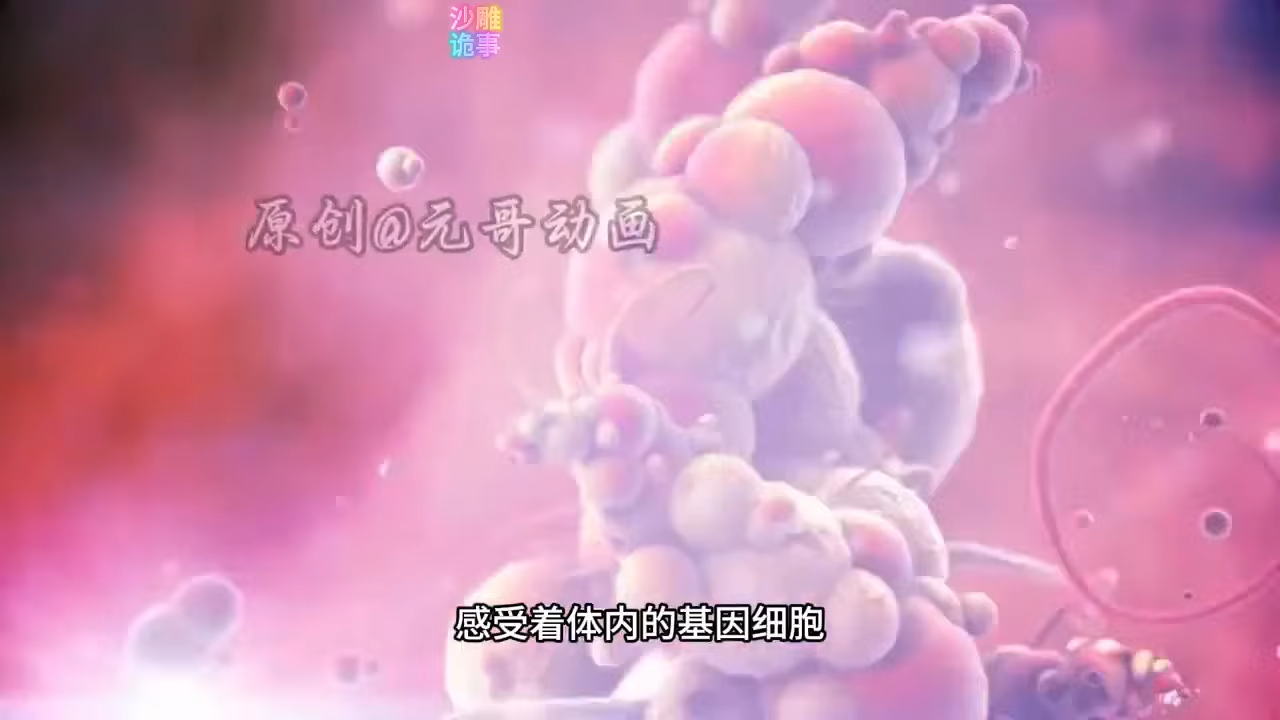 沙雕
诡事
原创@元哥动画
感受着体内的基因细胞